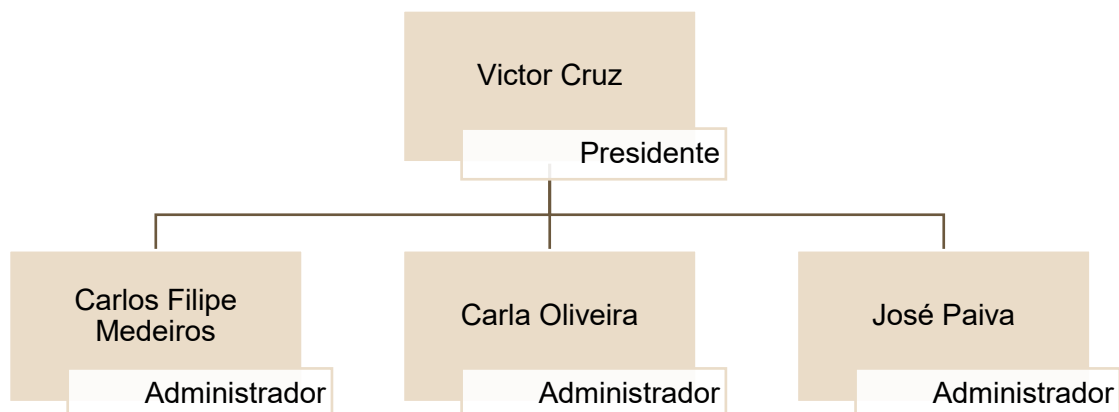 Victor Cruz
Presidente
Carlos Filipe
Medeiros
Administrador
Carla Oliveira
Administrador
José Paiva
Administrador